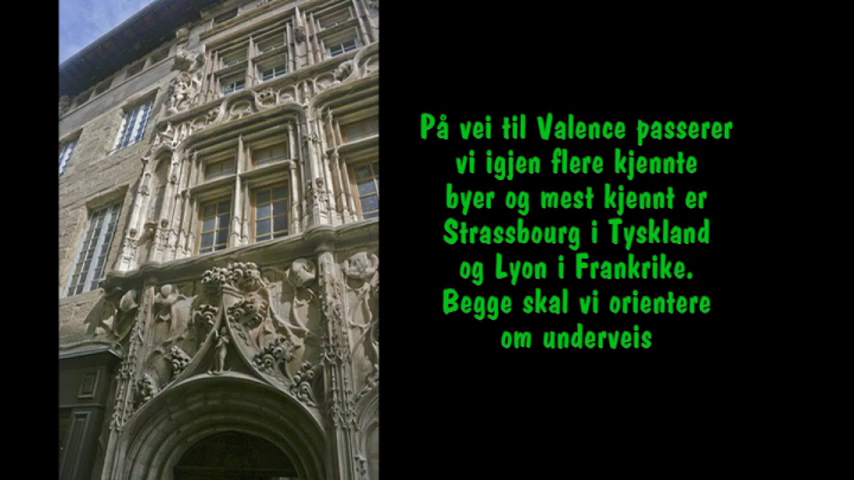 På vei til Valence passerer
vi igjen flere kjennte
byer og mest kjennt er
Strassbourg i Tyskland
og Lyon i Frankrike.
Begge skal vi orientere
om underveis